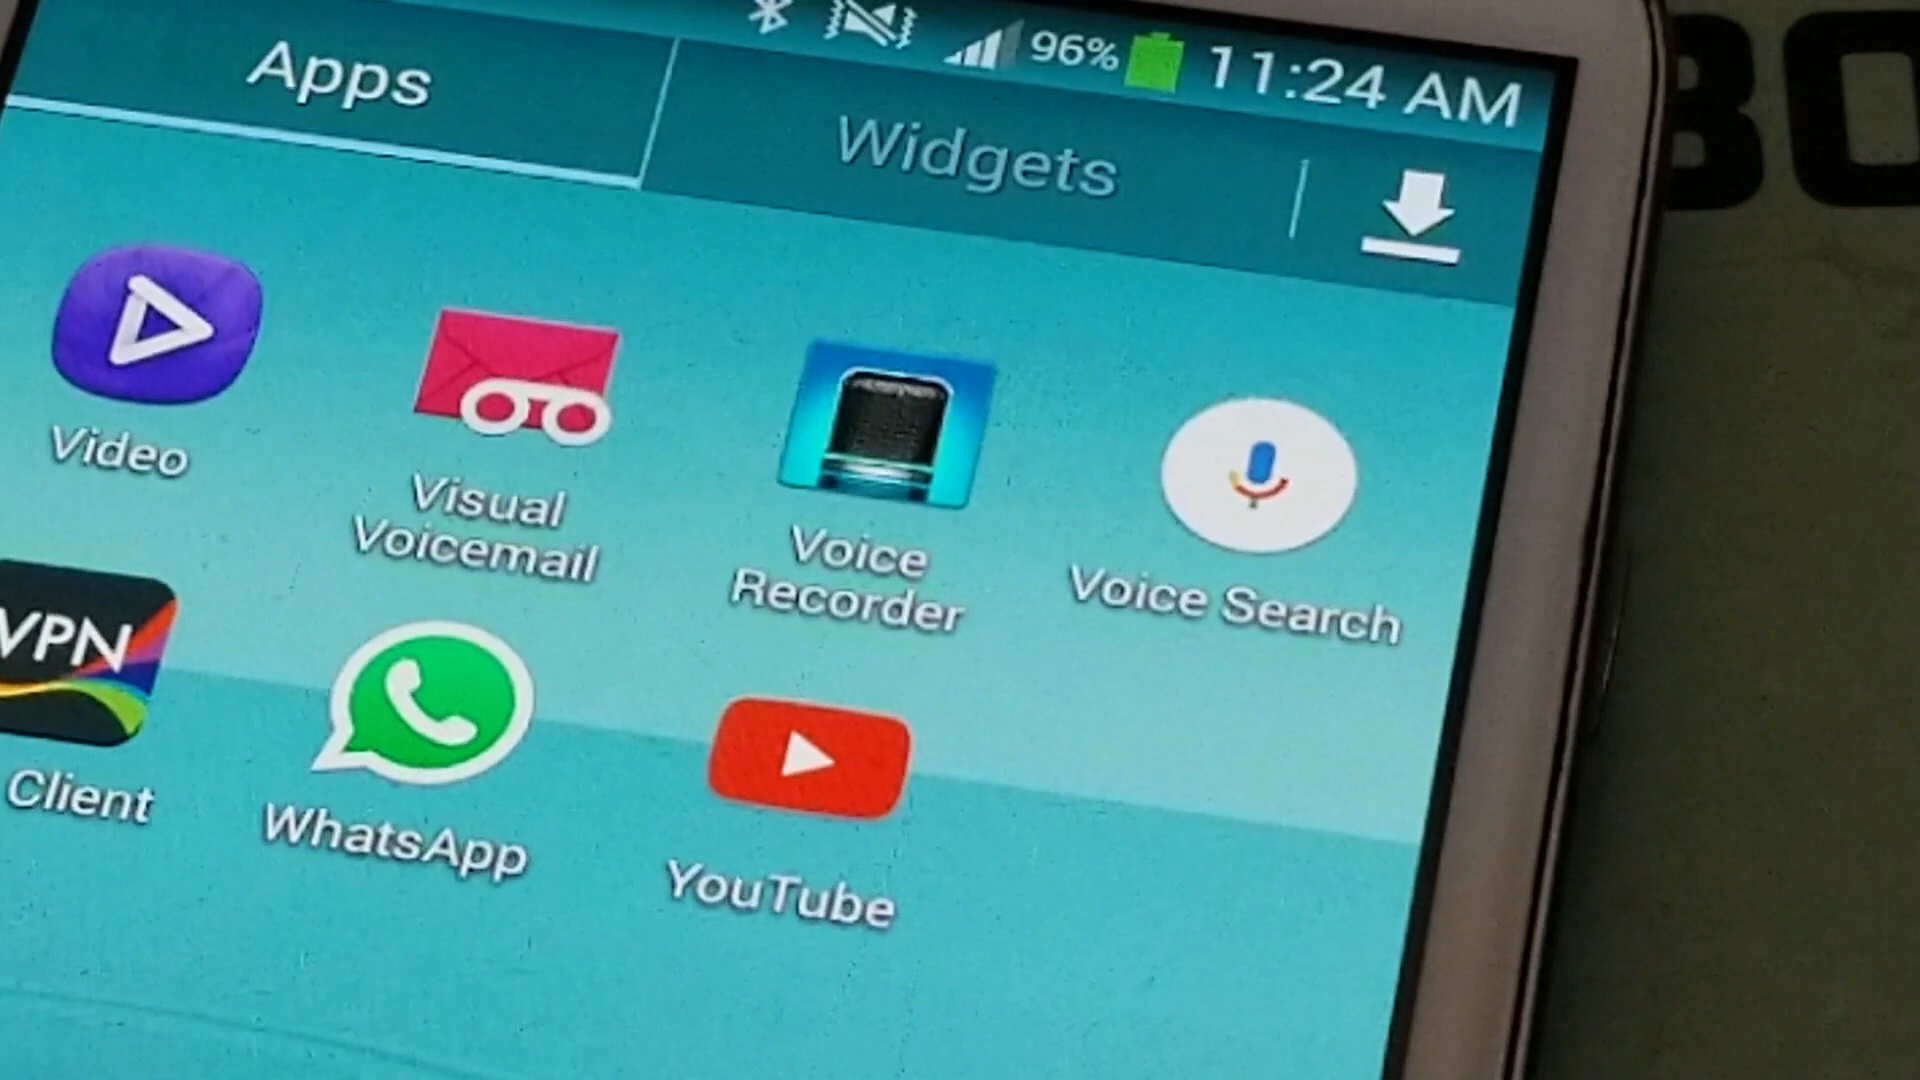 96% 11:24 AM
Apps
Widgets
Video
Visual
Voicemail
Voice
Recorder
Voice Search
VPN
Client
WhatsApp
YouTube